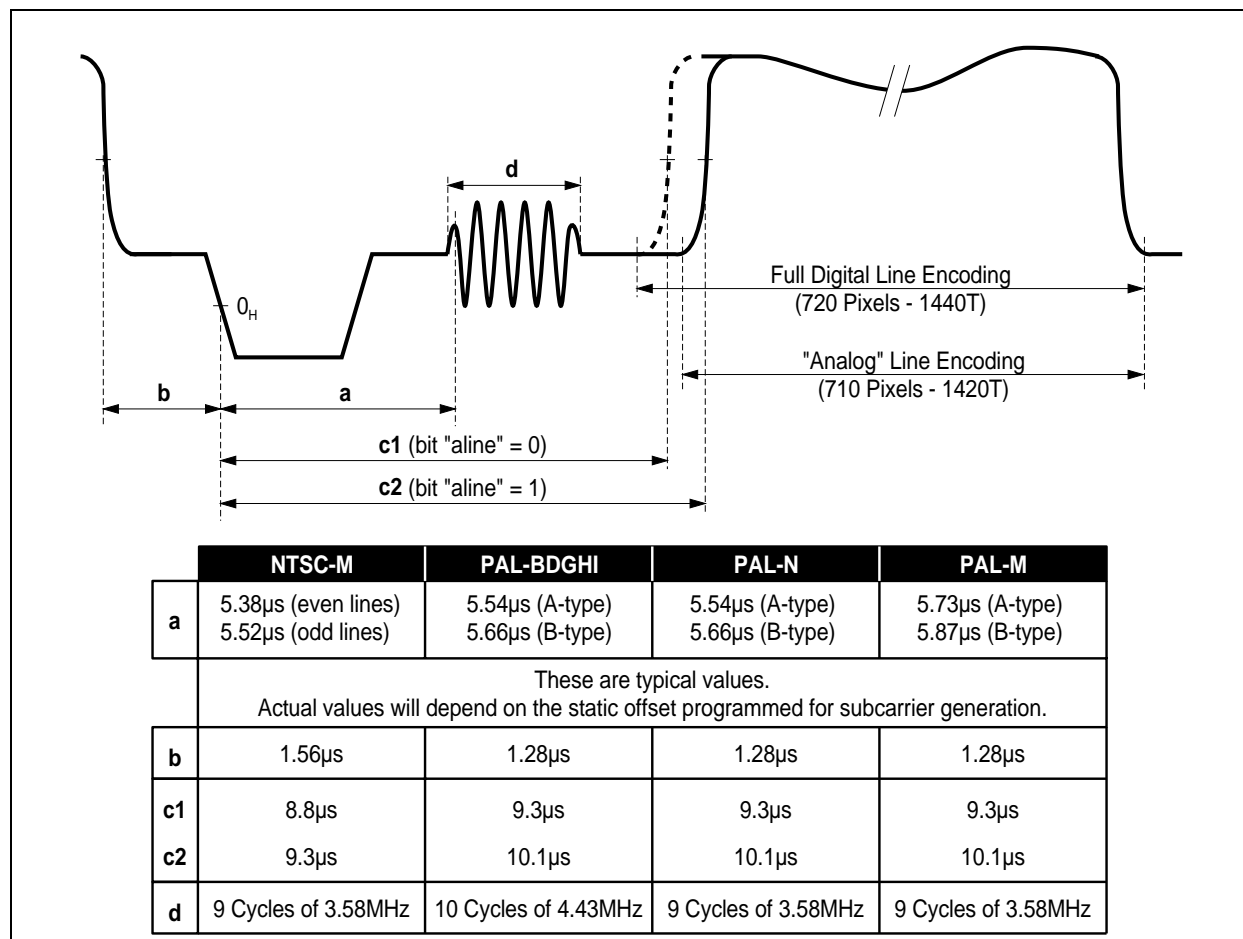 d
0H
Full Digital Line Encoding
(720 Pixels - 1440T)
"Analog" Line Encoding
(710 Pixels - 1420T)
b
a
c1 (bit "aline" = 0)
c2 (bit "aline" = 1)
NTSC-M PAL-BDGHI PAL-N PAL-M
a
5.38µs (even lines) 5.54µs (A-type) 5.54µs (A-type) 5.73µs (A-type)
5.52µs (odd lines) 5.66µs (B-type) 5.66µs (B-type) 5.87µs (B-type)
These are typical values.
Actual values will depend on the static offset programmed for subcarrier generation.
b 1.56µs 1.28µs 1.28µs 1.28µs
c1 8.8µs 9.3µs 9.3µs 9.3µs
c2 9.3µs 10.1µs 10.1µs 10.1µs
d 9 Cycles of 3.58MHz 10 Cycles of 4.43MHz 9 Cycles of 3.58MHz 9 Cycles of 3.58MHz